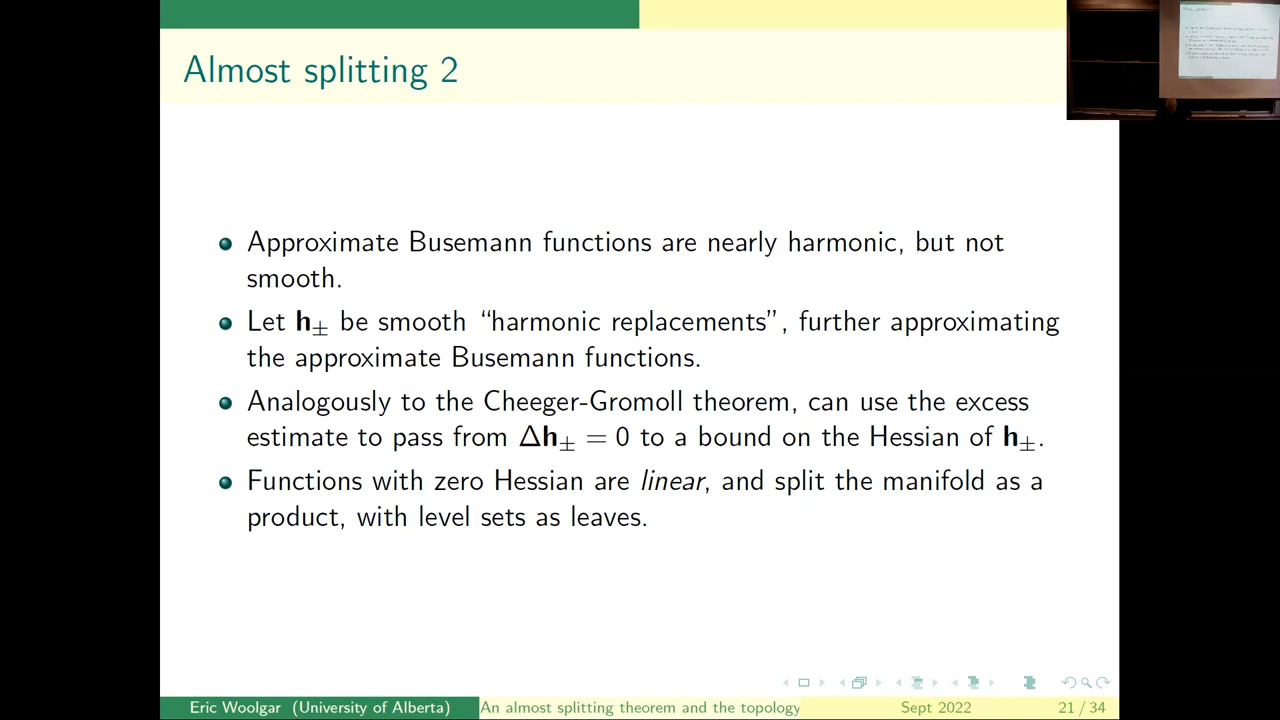 Almost splitting 2
Approximate Busemann functions are nearly harmonic, but not
smooth.
Let h± be smooth “harmonic replacements”, further approximating
the approximate Busemann functions.
Analogously to the Cheeger-Gromoll theorem, can use the excess
estimate to pass from Δh± = 0 to a bound on the Hessian of h±.
Functions with zero Hessian are linear, and split the manifold as a
product, with level sets as leaves.
Eric Woolgar (University of Alberta) An almost splitting theorem and the topology Sept 2022 21 / 34